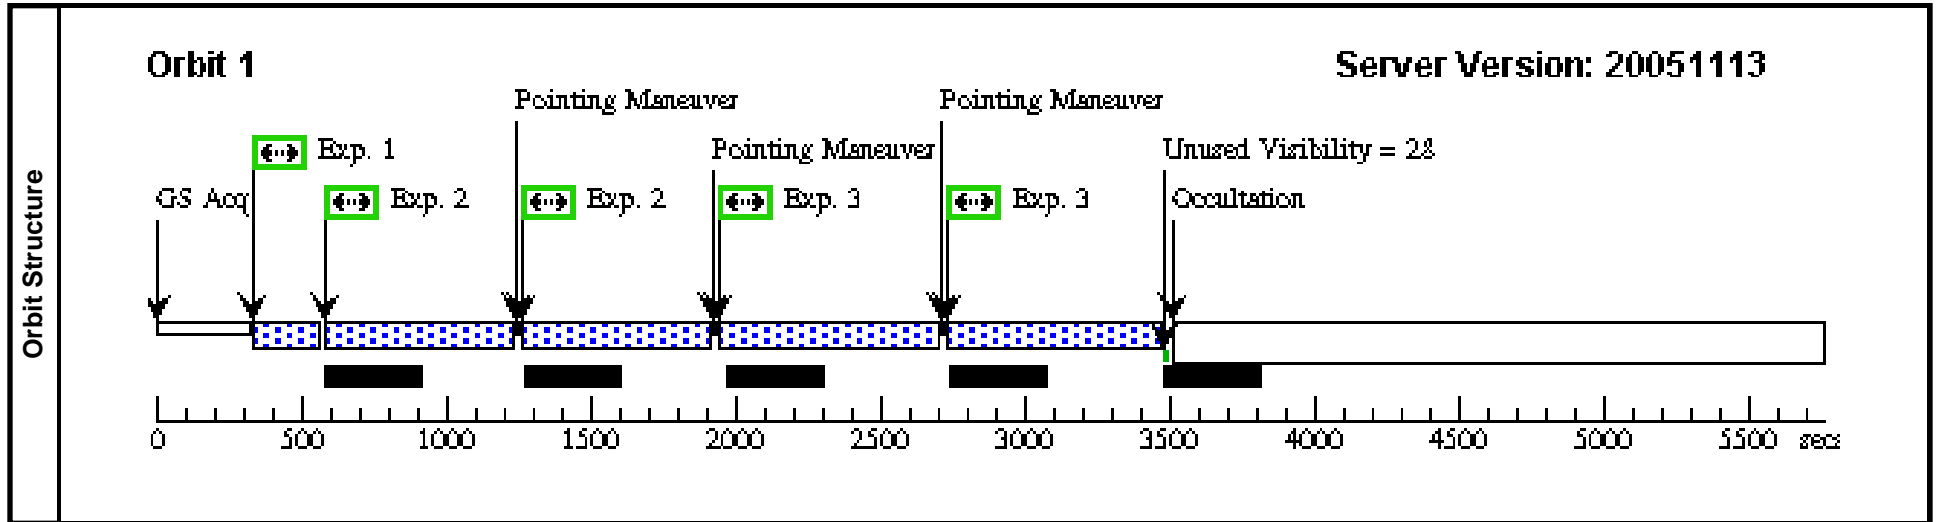 Orbit Structure
Orbit 1
Server Version: 20051113
Pointing Maneuver
Pointing Maneuver
Exp. 1
Pointing Maneuver
Unused Visibility = 28
GS Acq
Exp. 2
Exp. 2
Exp. 3
Exp. 3
Occultation
0
500
1000
1500
2000
2500
3000
3500
4000
4500
5000
5500
secs